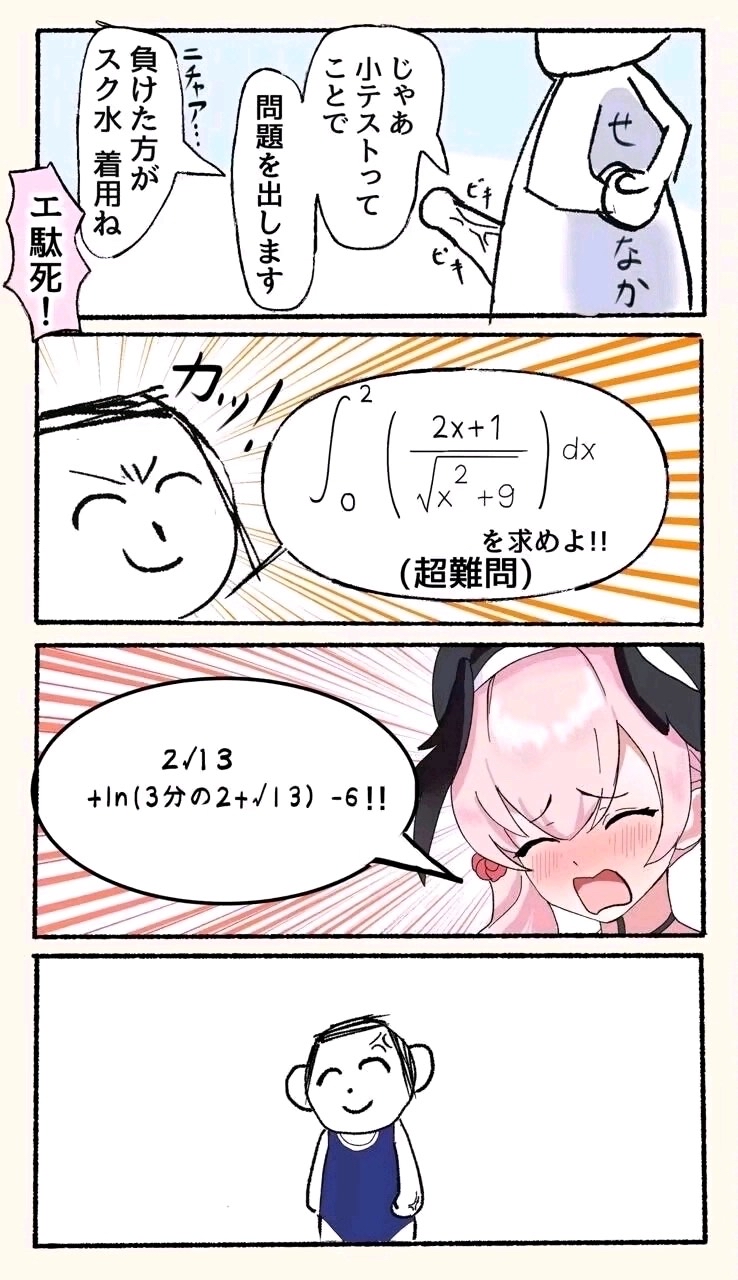 じゃあ
小テストって
ことで
問題を出します
ニチャア…
負けた方が
スク水 着用ね
エ駄死!
ビキ
ビキ
せ
なか
カッ!
∫₀² ( (2x+1)/√(x²+9) ) dx
を求めよ!!
(超難問)
2√13
+ln(3分の2+√13) -6!!